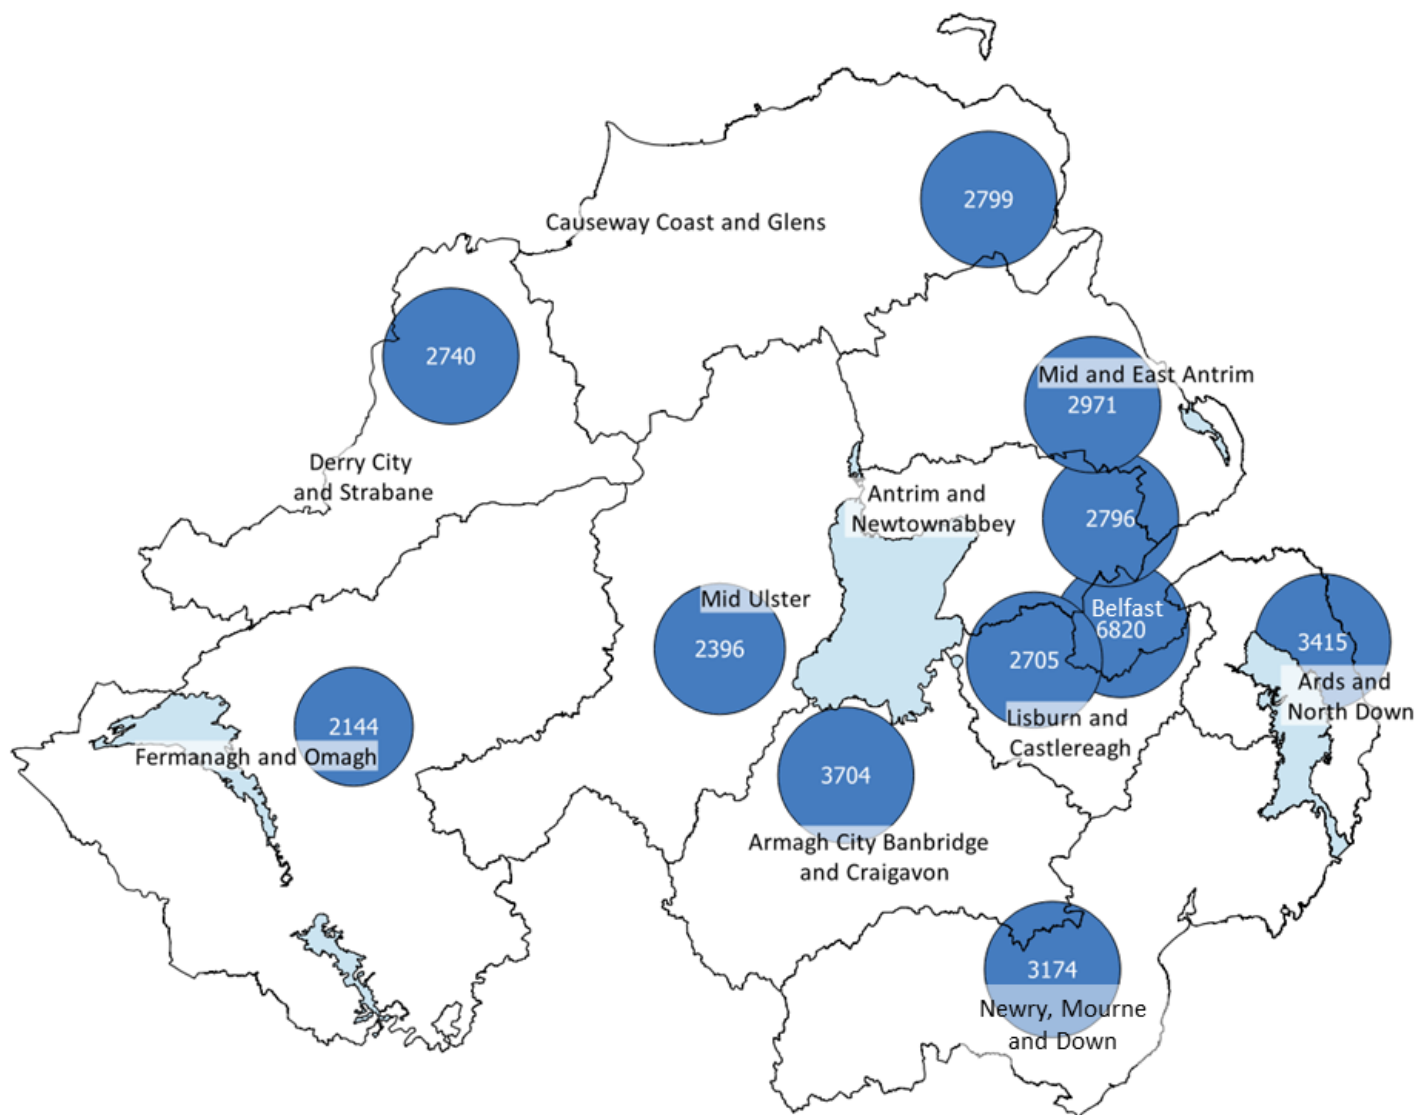 2799
Causeway Coast and Glens
2740
Mid and East Antrim
2971
Derry City
and Strabane
Antrim and
Newtownabbey
2796
Mid Ulster
2396
Belfast
6820
2705
3415
Ards and
North Down
Lisburn and
Castlereagh
2144
Fermanagh and Omagh
3704
Armagh City Banbridge
and Craigavon
3174
Newry, Mourne
and Down